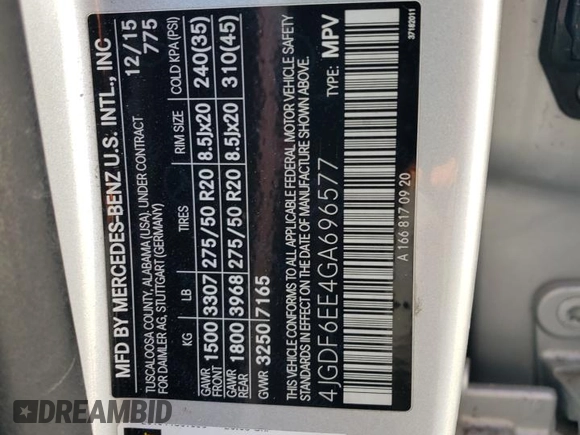 MFD BY MERCEDES-BENZ U.S. INTL., INC
TUSCALOOSA COUNTY, ALABAMA (USA), UNDER CONTRACT 12/15
FOR DAIMLER AG, STUTTGART (GERMANY) 775
KG LB TIRES RIM SIZE COLD KPA (PSI)
GAWR FRONT 1500 3307 275/50 R20 8.5Jx20 240(35)
GAWR REAR 1800 3968 275/50 R20 8.5Jx20 310(45)
GVWR 3250 7165
THIS VEHICLE CONFORMS TO ALL APPLICABLE FEDERAL MOTOR VEHICLE SAFETY
STANDARDS IN EFFECT ON THE DATE OF MANUFACTURE SHOWN ABOVE.
4JGDF6EE4GA696577 TYPE: MPV
A 166 817 09 20
37182011
DREAMBID